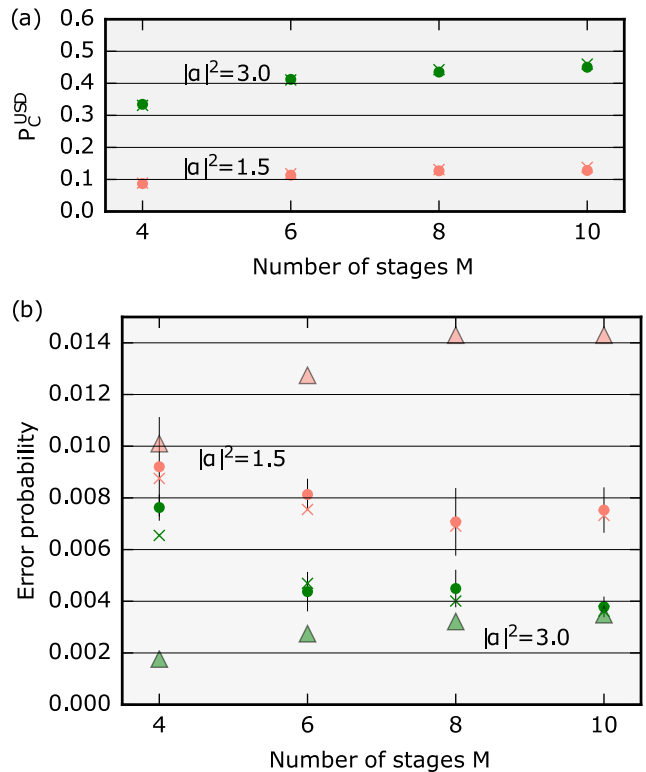 (a)
0.6
0.5
0.4
0.3
0.2
0.1
0.0
P_C^USD
|α|²=3.0
|α|²=1.5
4 6 8 10
Number of stages M
(b)
0.014
0.012
0.010
0.008
0.006
0.004
0.002
0.000
Error probability
|α|²=1.5
|α|²=3.0
4 6 8 10
Number of stages M